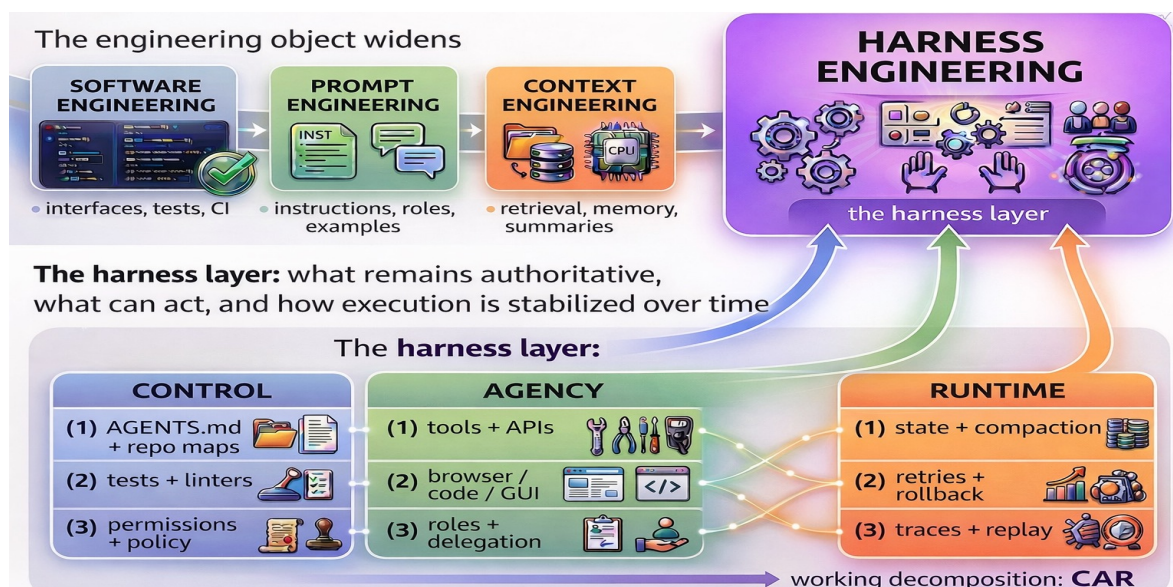 The engineering object widens
SOFTWARE
ENGINEERING
interfaces, tests, CI
PROMPT
ENGINEERING
INST
instructions, roles,
examples
CONTEXT
ENGINEERING
CPU
retrieval, memory,
summaries
HARNESS
ENGINEERING
the harness layer
The harness layer: what remains authoritative,
what can act, and how execution is stabilized over time
The harness layer:
CONTROL
(1) AGENTS.md
+ repo maps
(2) tests + linters
(3) permissions
+ policy
AGENCY
(1) tools + APIs
(2) browser /
code / GUI
</>
(3) roles +
delegation
RUNTIME
(1) state + compaction
(2) retries +
rollback
(3) traces + replay
working decomposition: CAR